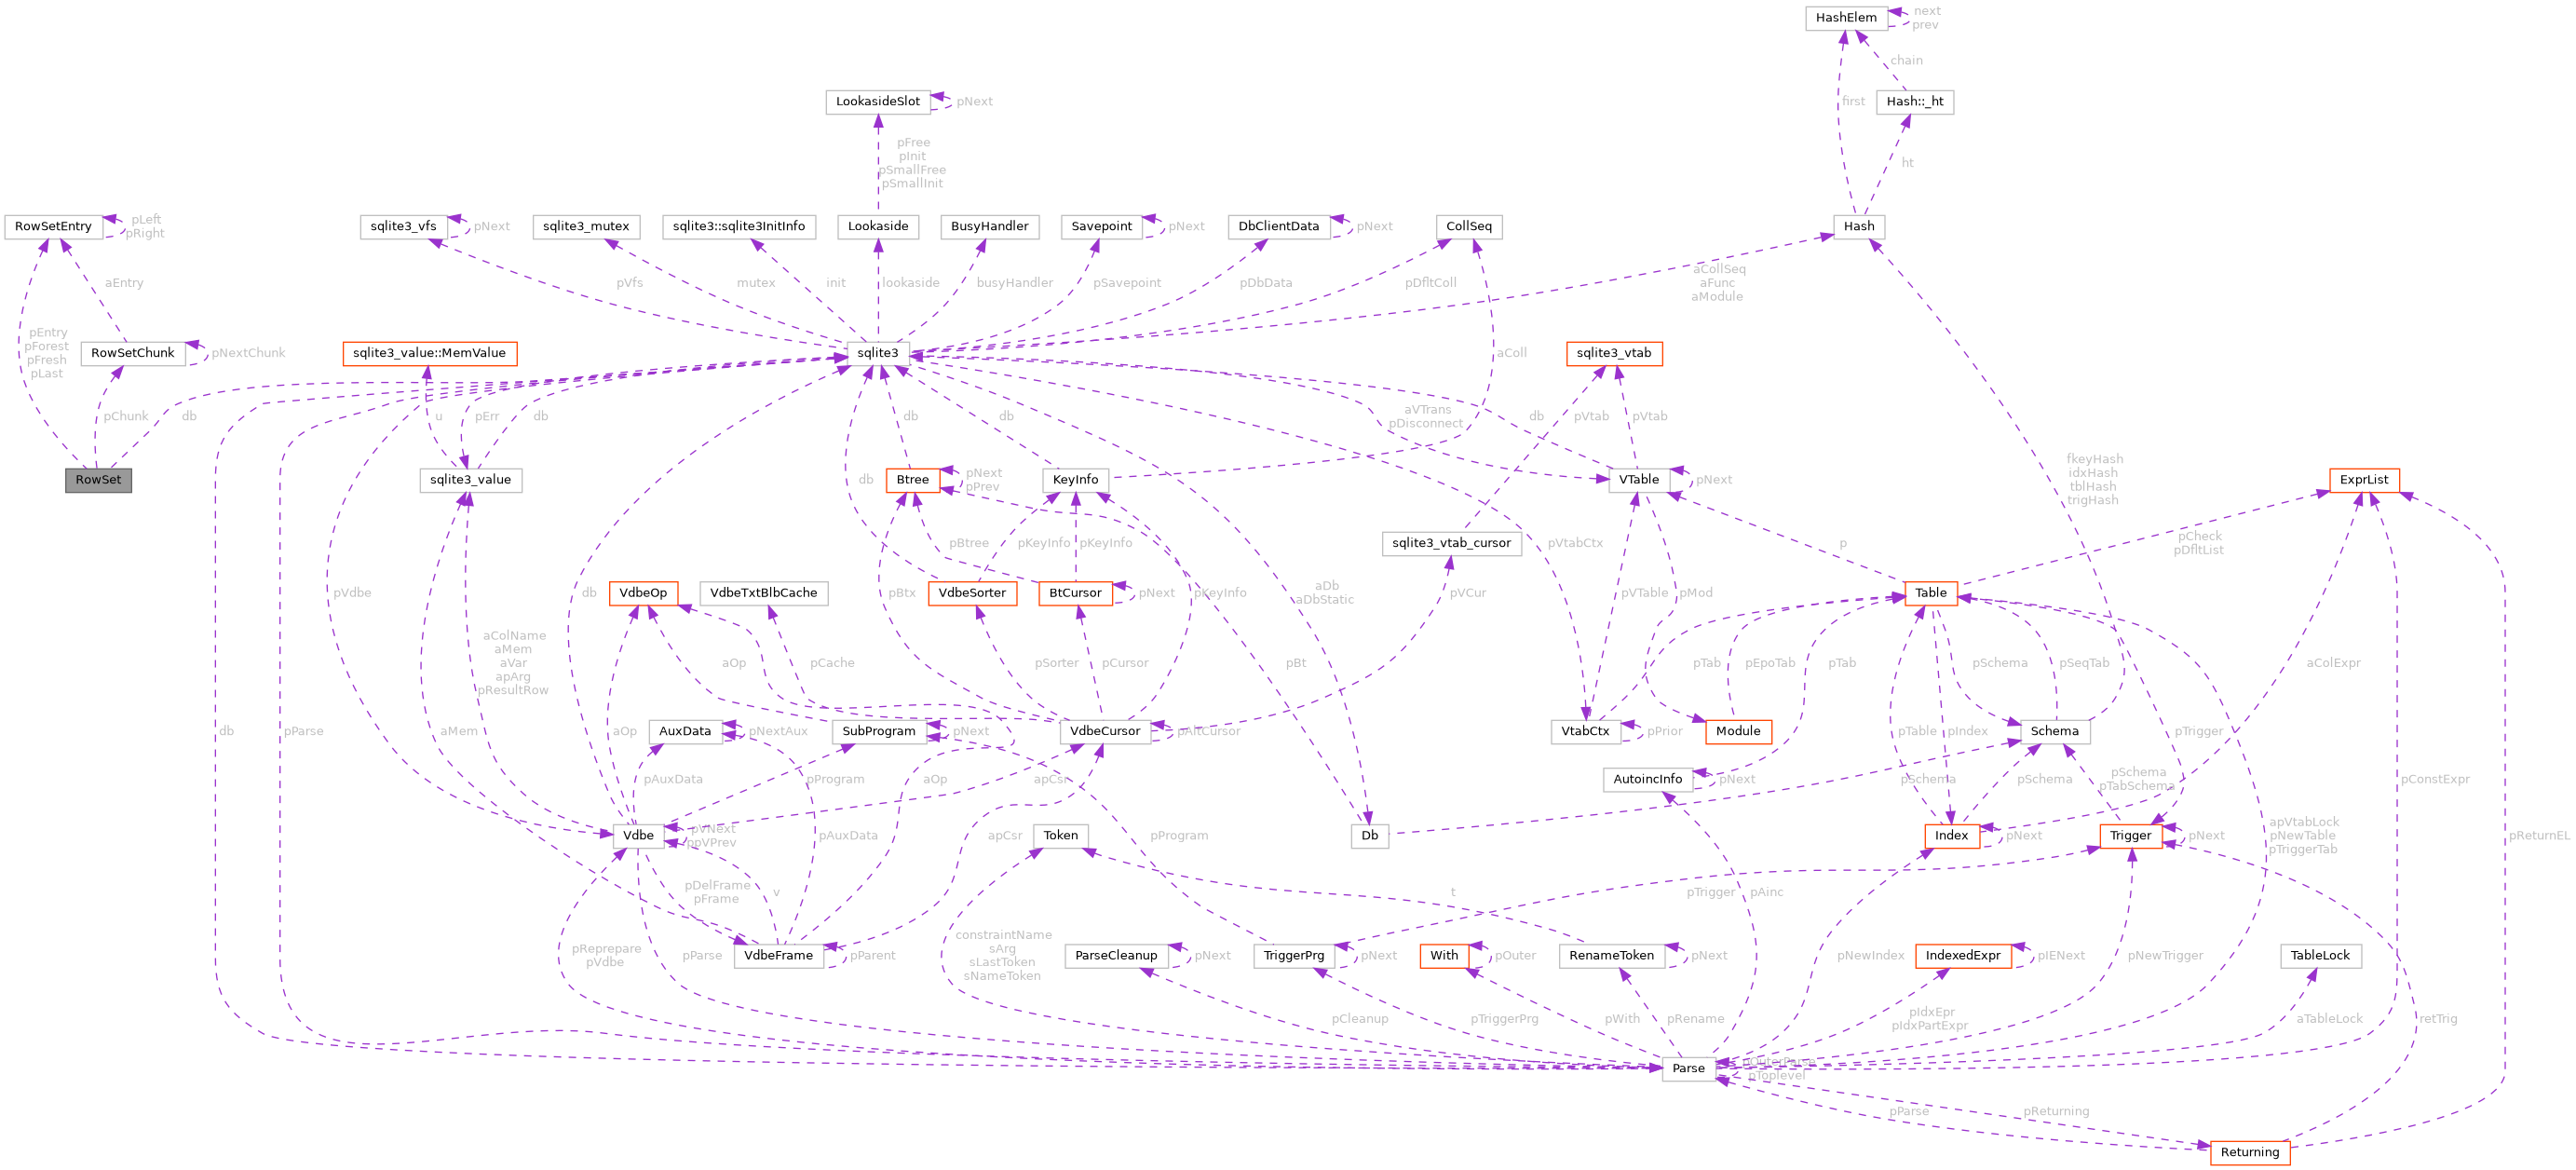 HashElem
next
prev
chain
LookasideSlot
pNext
first
Hash::_ht
pFree
pInit
pSmallFree
pSmallInit
ht
RowSetEntry
pLeft
pRight
sqlite3_vfs
pNext
sqlite3_mutex
sqlite3::sqlite3InitInfo
Lookaside
BusyHandler
Savepoint
pNext
DbClientData
pNext
CollSeq
Hash
aEntry
pVfs
mutex
init
lookaside
busyHandler
pSavepoint
pDbData
pDfltColl
aCollSeq
aFunc
aModule
pEntry
pForest
pFresh
pLast
RowSetChunk
pNextChunk
sqlite3_value::MemValue
sqlite3
aColl
sqlite3_vtab
pChunk
db
u
pErr
db
db
db
aVTrans
pDisconnect
db
pVtab
pVtab
RowSet
sqlite3_value
db
Btree
pNext
pPrev
KeyInfo
VTable
pNext
fkeyHash
idxHash
tblHash
trigHash
ExprList
pBtree
pKeyInfo
pKeyInfo
sqlite3_vtab_cursor
pVtabCtx
p
pCheck
pDfltList
pVdbe
db
VdbeOp
VdbeTxtBlbCache
pBtx
VdbeSorter
BtCursor
pNext
pKeyInfo
aDb
aDbStatic
pVCur
pVTable
pMod
Table
aColName
aMem
aVar
apArg
pResultRow
aOp
pCache
pSorter
pCursor
pBt
pTab
pEpoTab
pTab
pSchema
pSeqTab
aColExpr
db
pParse
aMem
aOp
AuxData
pNextAux
SubProgram
pNext
VdbeCursor
pAltCursor
VtabCtx
pPrior
Module
pTable
pIndex
Schema
pTrigger
pAuxData
pProgram
aOp
apCsr
AutoincInfo
pNext
pSchema
pSchema
pSchema
pTabSchema
pConstExpr
Vdbe
pVNext
ppVPrev
pAuxData
apCsr
Token
pProgram
Db
Index
pNext
Trigger
pNext
apVtabLock
pNewTable
pTriggerTab
pReturnEL
pDelFrame
pFrame
v
t
pTrigger
pAinc
pReprepare
pVdbe
pParse
VdbeFrame
pParent
constraintName
sArg
sLastToken
sNameToken
ParseCleanup
pNext
TriggerPrg
pNext
With
pOuter
RenameToken
pNext
pNewIndex
IndexedExpr
pIENext
pNewTrigger
TableLock
pCleanup
pTriggerPrg
pWith
pRename
pIdxEpr
pIdxPartExpr
aTableLock
retTrig
Parse
pOuterParse
pToplevel
pParse
pReturning
Returning